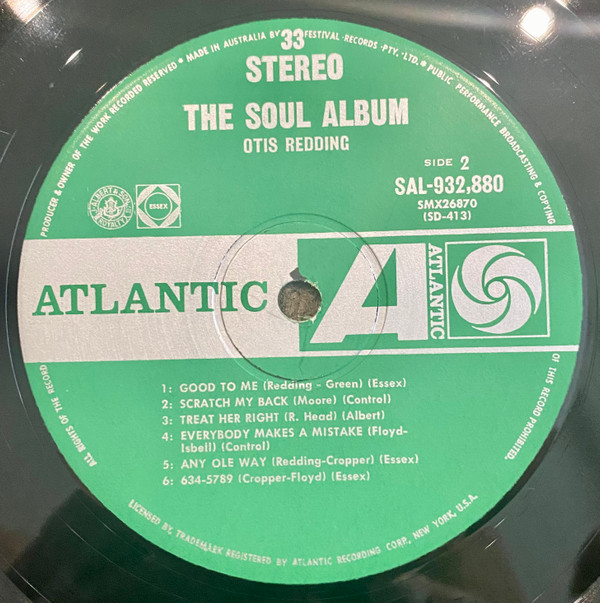 PRODUCER & OWNER OF THE WORK RECORDED RESERVED • MADE IN AUSTRALIA BY FESTIVAL RECORDS PTY. LTD. • PUBLIC PERFORMANCE BROADCASTING & COPYING
33
STEREO
THE SOUL ALBUM
OTIS REDDING
SIDE 2
SAL-932,880
SMX26870
(SD-413)
ALBERT & SON
ROYALTY
ESSEX
ATLANTIC
A
ATLANTIC
1: GOOD TO ME (Redding - Green) (Essex)
2: SCRATCH MY BACK (Moore) (Control)
3: TREAT HER RIGHT (R. Head) (Albert)
4: EVERYBODY MAKES A MISTAKE (Floyd-
Isbell) (Control)
5: ANY OLE WAY (Redding-Cropper) (Essex)
6: 634-5789 (Cropper-Floyd) (Essex)
ALL RIGHTS OF THE RECORD
OF THIS RECORD PROHIBITED.
LICENSED BY TRADEMARK REGISTERED BY ATLANTIC RECORDING CORP., NEW YORK, U.S.A.